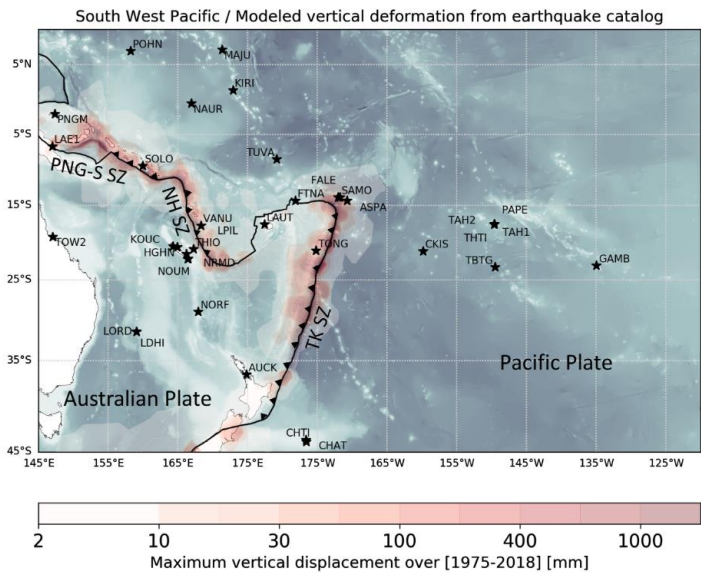 South West Pacific / Modeled vertical deformation from earthquake catalog
POHN
MAJU
5°N
KIRI
NAUR
PNGM
5°S
LAE1
SOLO
TUVA
PNG-S SZ
FALE
NH SZ
FTNA
SAMO
ASPA
15°S
VANU
LAUT
PAPE
LPIL
TAH2
TAH1
TOW2
KOUC
THIO
TONG
CKIS
THTI
HGHN
NRMD
TBTG
GAMB
NOUM
25°S
NORF
LORD
LDHI
TK SZ
35°S
Pacific Plate
AUCK
Australian Plate
CHTI
CHAT
45°S
145°E 155°E 165°E 175°E 175°W 165°W 155°W 145°W 135°W 125°W
2 10 30 100 400 1000
Maximum vertical displacement over [1975-2018] [mm]